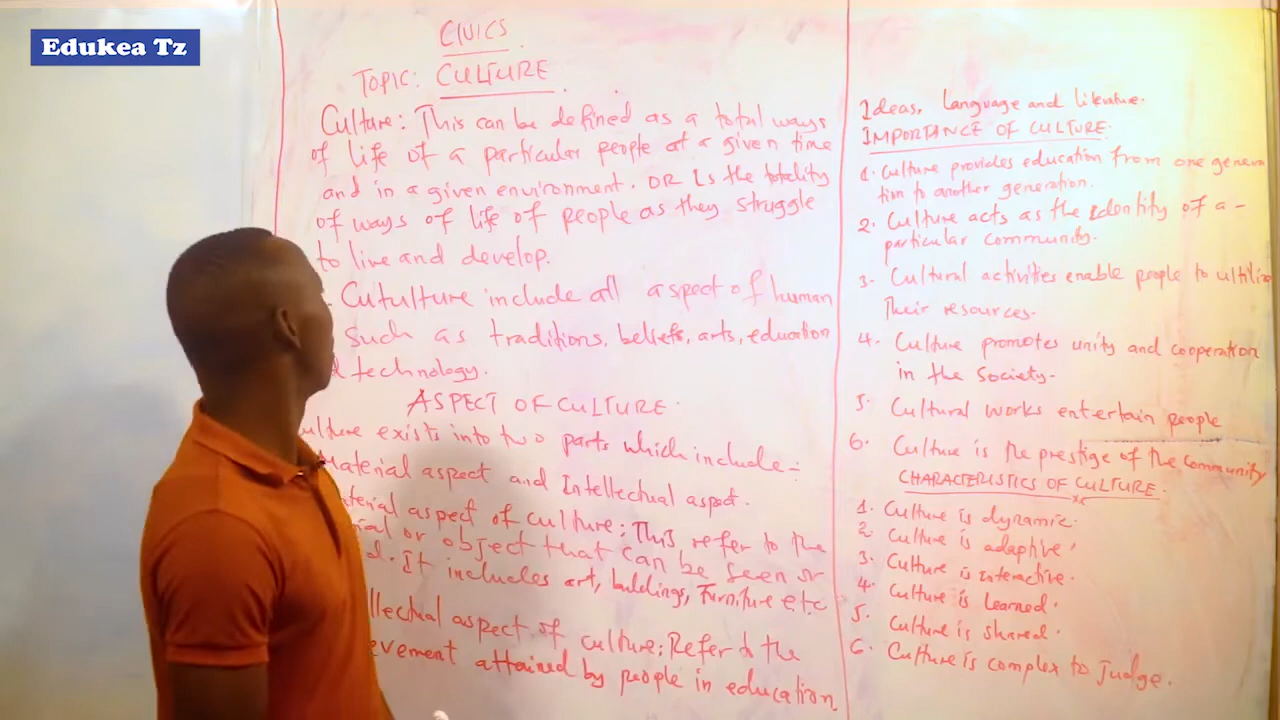 Edukea Tz
CIVICS
TOPIC: CULTURE
Culture: This can be defined as a total ways
of life of a particular people at a given time
and in a given environment. OR Is the totality
of ways of life of people as they struggle
to live and develop.
Cutulture include all aspect of human
such as traditions, beliefs, arts, education
technology.
ASPECT OF CULTURE.
ulture exists into two parts which include:-
Material aspect and Intellectual aspect.
terial aspect of culture: This refer to the
ial or object that can be seen or
d. It includes art, buildings, Furniture etc
llectual aspect of culture: Refer to the
evement attained by people in education
Ideas, Language and literature.
IMPORTANCE OF CULTURE.
1. Culture provides education from one genera
tion to another generation.
2. Culture acts as the identity of a -
particular community.
3. Cultural activities enable people to ultilize
Their resources.
4. Culture promotes unity and cooperation
in the society.
5. Cultural works entertain people
6. Culture is the prestige of the community
CHARACTERISTICS OF CULTURE.
1. Culture is dynamic.
2. Culture is adaptive.
3. Culture is Interactive.
4. Culture is Learned.
5. Culture is shared.
6. Culture is complex to judge.